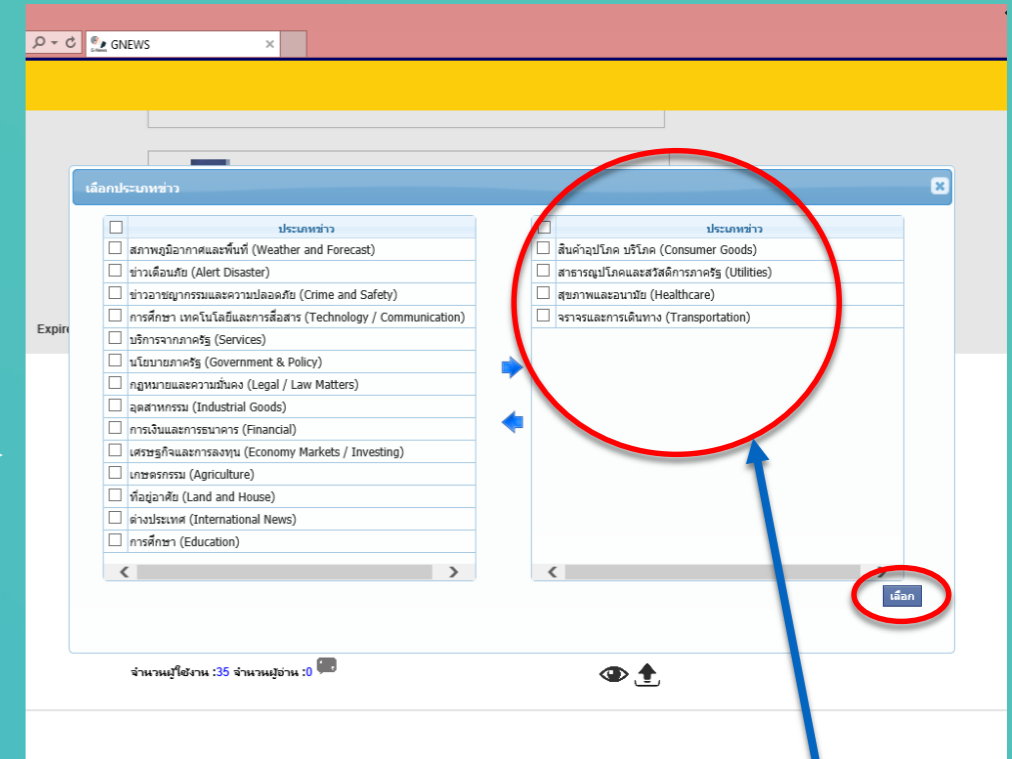 GNEWS
เลือกประเภทข่าว
ประเภทข่าว
สภาพภูมิอากาศและพื้นที่ (Weather and Forecast)
ข่าวเตือนภัย (Alert Disaster)
ข่าวอาชญากรรมและความปลอดภัย (Crime and Safety)
การศึกษา เทคโนโลยีและการสื่อสาร (Technology / Communication)
บริการจากภาครัฐ (Services)
นโยบายภาครัฐ (Government & Policy)
กฎหมายและความมั่นคง (Legal / Law Matters)
อุตสาหกรรม (Industrial Goods)
การเงินและการธนาคาร (Financial)
เศรษฐกิจและการลงทุน (Economy Markets / Investing)
เกษตรกรรม (Agriculture)
ที่อยู่อาศัย (Land and House)
ต่างประเทศ (International News)
การศึกษา (Education)
ประเภทข่าว
สินค้าอุปโภค บริโภค (Consumer Goods)
สาธารณูปโภคและสวัสดิการภาครัฐ (Utilities)
สุขภาพและอนามัย (Healthcare)
จราจรและการเดินทาง (Transportation)
Expire
เลือก
จำนวนผู้ใช้งาน :35 จำนวนผู้อ่าน :0